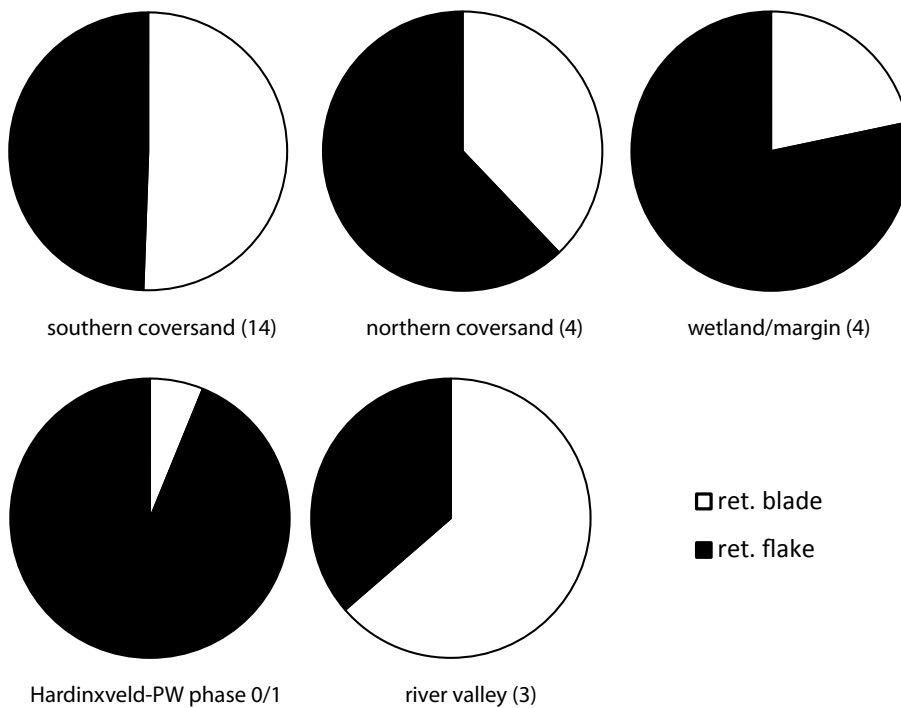 southern coversand (14)
northern coversand (4)
wetland/margin (4)
ret. blade
ret. flake
Hardinxveld-PW phase 0/1
river valley (3)